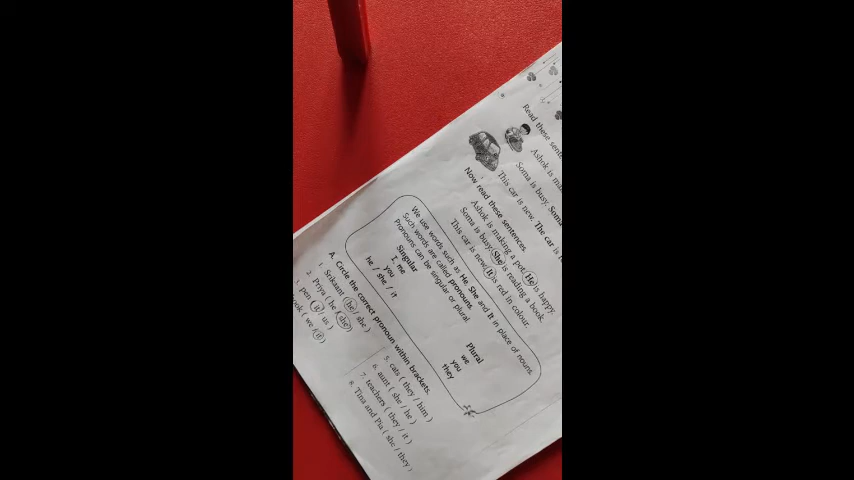 Read these
Ashok is
Soma is busy. Soma
This car is new. The car is
Now read these sentences.
Ashok is making a pot. He is happy.
Soma is busy. She is reading a book.
This car is new. It is red in colour.
We use words such as He, She and It in place of nouns.
Such words are called pronouns.
Pronouns can be singular or plural.
Singular Plural
I, me we
you you
he / she / it they
A. Circle the correct pronoun within brackets.
1. Srikant ( he / she )
2. Priya ( he / she )
3. pen ( it / us )
( we / it )
5. cats ( they / him )
6. aunt ( she / he )
7. teachers ( they / it )
8. Tina and Pia ( she / they )